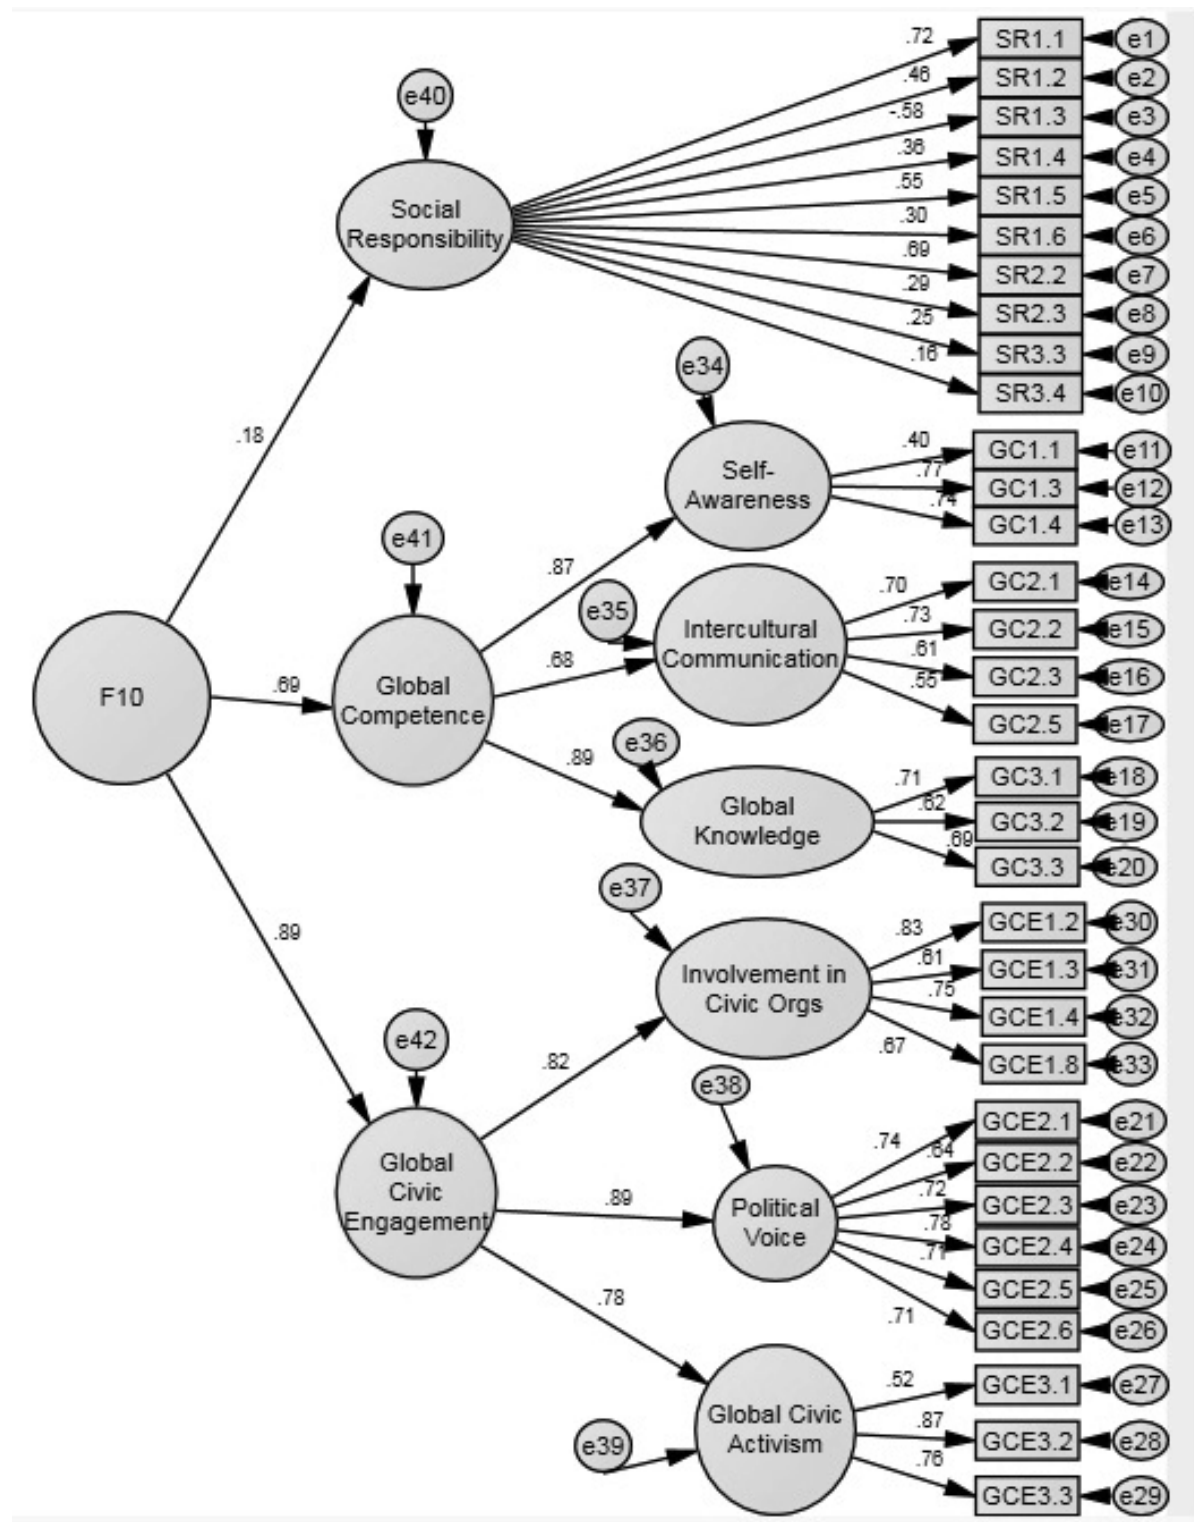 .72
SR1.1
e1
.46
SR1.2
e2
-.58
SR1.3
e3
.36
SR1.4
e4
.55
SR1.5
e5
.30
SR1.6
e6
.69
SR2.2
e7
.29
SR2.3
e8
.25
SR3.3
e9
.16
SR3.4
e10
e40
Social
Responsibility
.18
e34
Self-
Awareness
.40
GC1.1
e11
.77
GC1.3
e12
.74
GC1.4
e13
e41
.87
e35
Intercultural
Communication
.70
GC2.1
e14
.73
GC2.2
e15
.61
GC2.3
e16
.55
GC2.5
e17
F10
.69
Global
Competence
.68
.89
e36
Global
Knowledge
.71
GC3.1
e18
.62
GC3.2
e19
.69
GC3.3
e20
e37
Involvement in
Civic Orgs
.83
GCE1.2
e30
.61
GCE1.3
e31
.75
GCE1.4
e32
.67
GCE1.8
e33
.89
e42
.82
Global
Civic
Engagement
e38
.89
Political
Voice
.74
GCE2.1
e21
.64
GCE2.2
e22
.72
GCE2.3
e23
.78
GCE2.4
e24
.71
GCE2.5
e25
.71
GCE2.6
e26
.78
e39
Global Civic
Activism
.52
GCE3.1
e27
.87
GCE3.2
e28
.76
GCE3.3
e29